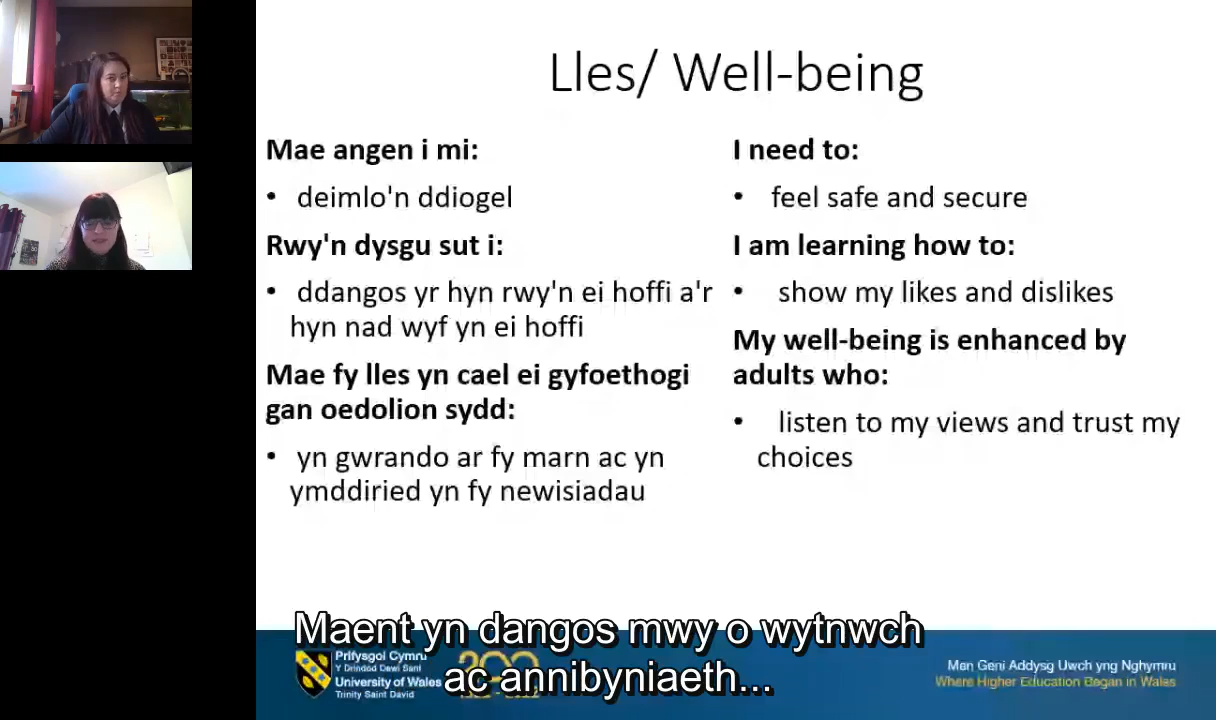 Lles/ Well-being
Mae angen i mi:
• deimlo'n ddiogel
Rwy'n dysgu sut i:
• ddangos yr hyn rwy'n ei hoffi a'r
hyn nad wyf yn ei hoffi
Mae fy lles yn cael ei gyfoethogi
gan oedolion sydd:
• yn gwrando ar fy marn ac yn
ymddiried yn fy newisiadau
I need to:
• feel safe and secure
I am learning how to:
• show my likes and dislikes
My well-being is enhanced by
adults who:
• listen to my views and trust my
choices
Maent yn dangos mwy o wytnwch
ac annibyniaeth...
Prifysgol Cymru
Y Drindod Dewi Sant
University of Wales
Trinity Saint David
200
Man Geni Addysg Uwch yng Nghymru
Where Higher Education Began in Wales